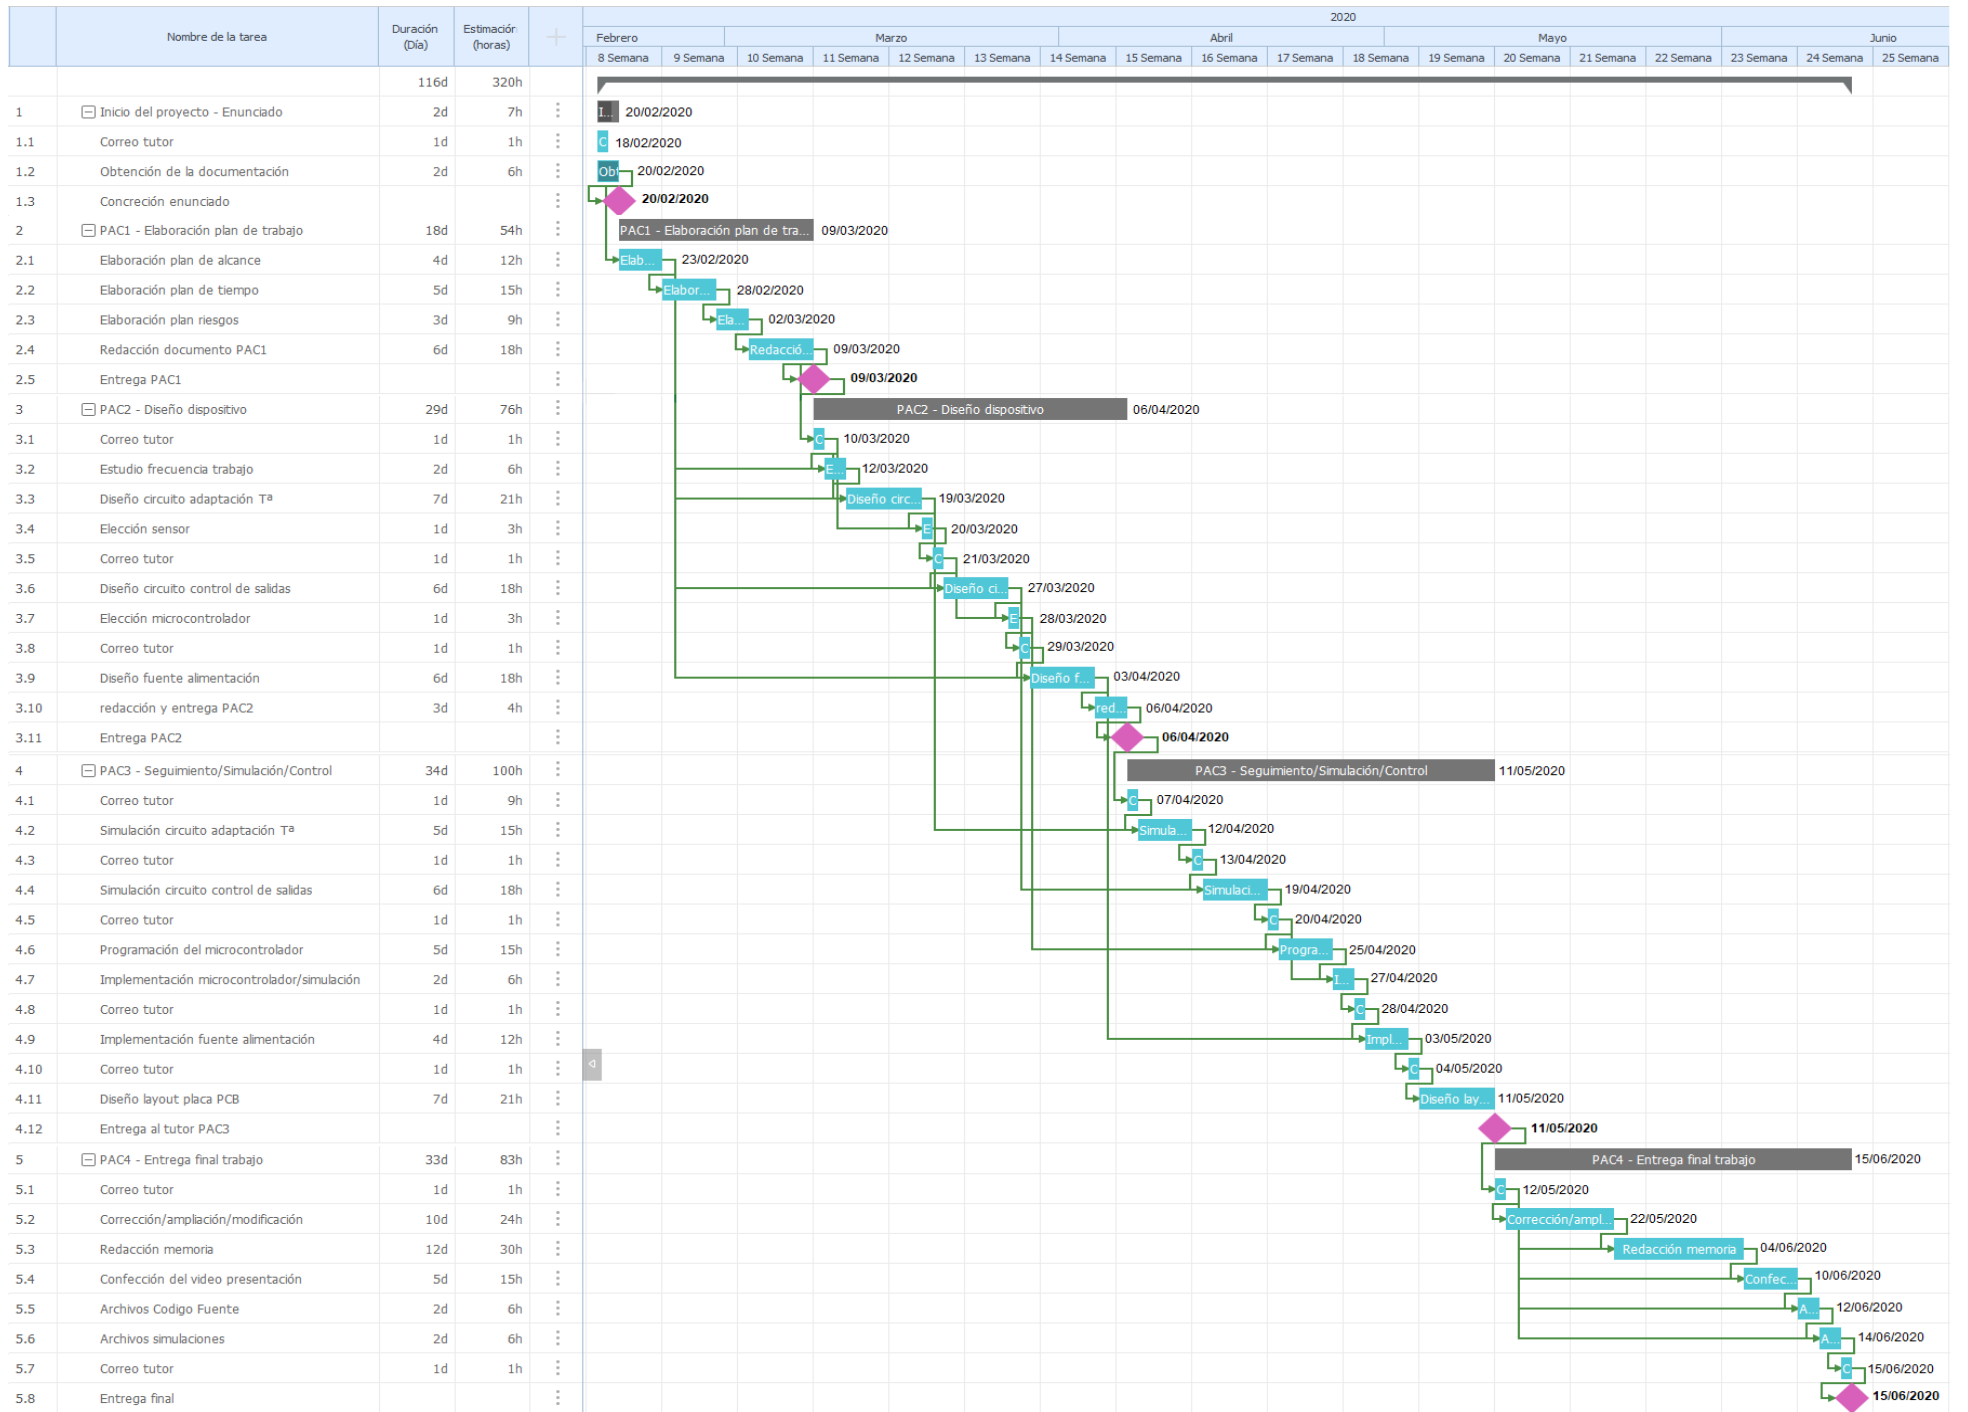 2020
Nombre de la tarea Duración (Día) Estimación (horas) Febrero Marzo Abril Mayo Junio
8 Semana 9 Semana 10 Semana 11 Semana 12 Semana 13 Semana 14 Semana 15 Semana 16 Semana 17 Semana 18 Semana 19 Semana 20 Semana 21 Semana 22 Semana 23 Semana 24 Semana 25 Semana
116d 320h
1 Inicio del proyecto - Enunciado 2d 7h I... 20/02/2020
1.1 Correo tutor 1d 1h C 18/02/2020
1.2 Obtención de la documentación 2d 6h Obt 20/02/2020
1.3 Concreción enunciado 20/02/2020
2 PAC1 - Elaboración plan de trabajo 18d 54h PAC1 - Elaboración plan de tra... 09/03/2020
2.1 Elaboración plan de alcance 4d 12h Elab... 23/02/2020
2.2 Elaboración plan de tiempo 5d 15h Elabor... 28/02/2020
2.3 Elaboración plan riesgos 3d 9h Ela... 02/03/2020
2.4 Redacción documento PAC1 6d 18h Redacció... 09/03/2020
2.5 Entrega PAC1 09/03/2020
3 PAC2 - Diseño dispositivo 29d 76h PAC2 - Diseño dispositivo 06/04/2020
3.1 Correo tutor 1d 1h C 10/03/2020
3.2 Estudio frecuencia trabajo 2d 6h E... 12/03/2020
3.3 Diseño circuito adaptación Tª 7d 21h Diseño circ... 19/03/2020
3.4 Elección sensor 1d 3h E 20/03/2020
3.5 Correo tutor 1d 1h C 21/03/2020
3.6 Diseño circuito control de salidas 6d 18h Diseño ci... 27/03/2020
3.7 Elección microcontrolador 1d 3h E 28/03/2020
3.8 Correo tutor 1d 1h C 29/03/2020
3.9 Diseño fuente alimentación 6d 18h Diseño f... 03/04/2020
3.10 redacción y entrega PAC2 3d 4h red... 06/04/2020
3.11 Entrega PAC2 06/04/2020
4 PAC3 - Seguimiento/Simulación/Control 34d 100h PAC3 - Seguimiento/Simulación/Control 11/05/2020
4.1 Correo tutor 1d 9h C 07/04/2020
4.2 Simulación circuito adaptación Tª 5d 15h Simula... 12/04/2020
4.3 Correo tutor 1d 1h C 13/04/2020
4.4 Simulación circuito control de salidas 6d 18h Simulaci... 19/04/2020
4.5 Correo tutor 1d 1h C 20/04/2020
4.6 Programación del microcontrolador 5d 15h Progra... 25/04/2020
4.7 Implementación microcontrolador/simulación 2d 6h I... 27/04/2020
4.8 Correo tutor 1d 1h C 28/04/2020
4.9 Implementación fuente alimentación 4d 12h Impl... 03/05/2020
4.10 Correo tutor 1d 1h C 04/05/2020
4.11 Diseño layout placa PCB 7d 21h Diseño lay... 11/05/2020
4.12 Entrega al tutor PAC3 11/05/2020
5 PAC4 - Entrega final trabajo 33d 83h PAC4 - Entrega final trabajo 15/06/2020
5.1 Correo tutor 1d 1h C 12/05/2020
5.2 Corrección/ampliación/modificación 10d 24h Corrección/ampl... 22/05/2020
5.3 Redacción memoria 12d 30h Redacción memoria 04/06/2020
5.4 Confección del video presentación 5d 15h Confec... 10/06/2020
5.5 Archivos Codigo Fuente 2d 6h A... 12/06/2020
5.6 Archivos simulaciones 2d 6h A... 14/06/2020
5.7 Correo tutor 1d 1h C 15/06/2020
5.8 Entrega final 15/06/2020